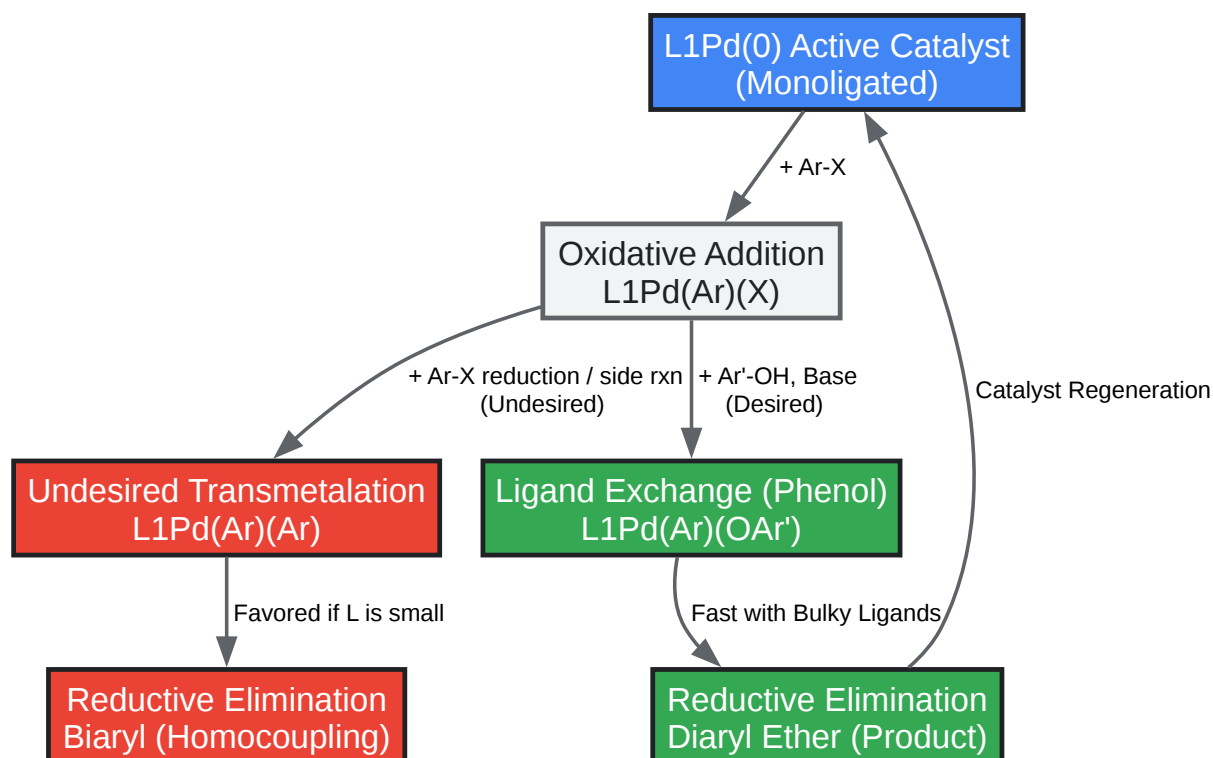 L1Pd(0) Active Catalyst
(Monoligated)
+ Ar-X
Oxidative Addition
L1Pd(Ar)(X)
+ Ar-X reduction / side rxn
(Undesired)
+ Ar'-OH, Base
(Desired)
Catalyst Regeneration
Undesired Transmetalation
L1Pd(Ar)(Ar)
Ligand Exchange (Phenol)
L1Pd(Ar)(OAr')
Favored if L is small
Fast with Bulky Ligands
Reductive Elimination
Biaryl (Homocoupling)
Reductive Elimination
Diaryl Ether (Product)